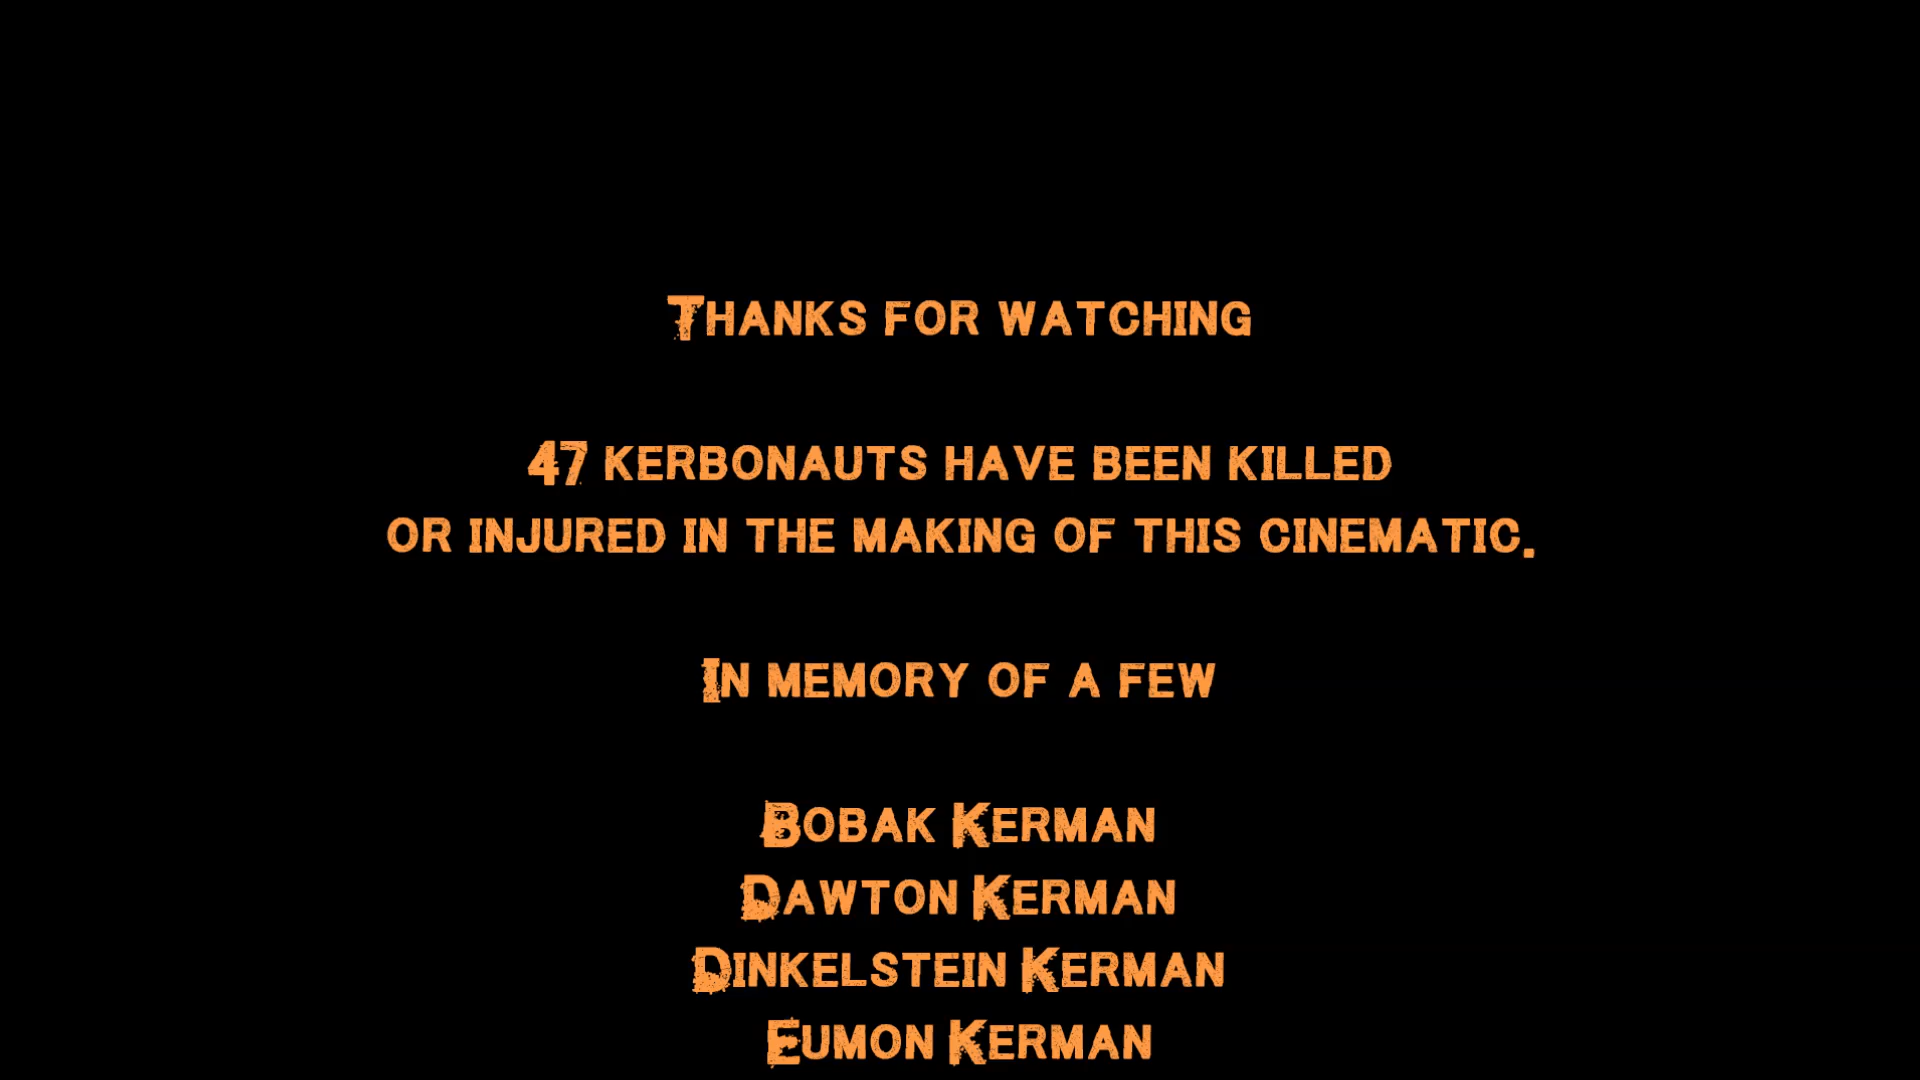 Thanks for watching
47 kerbonauts have been killed
or injured in the making of this cinematic.
In memory of a few
Bobak Kerman
Dawton Kerman
Dinkelstein Kerman
Eumon Kerman